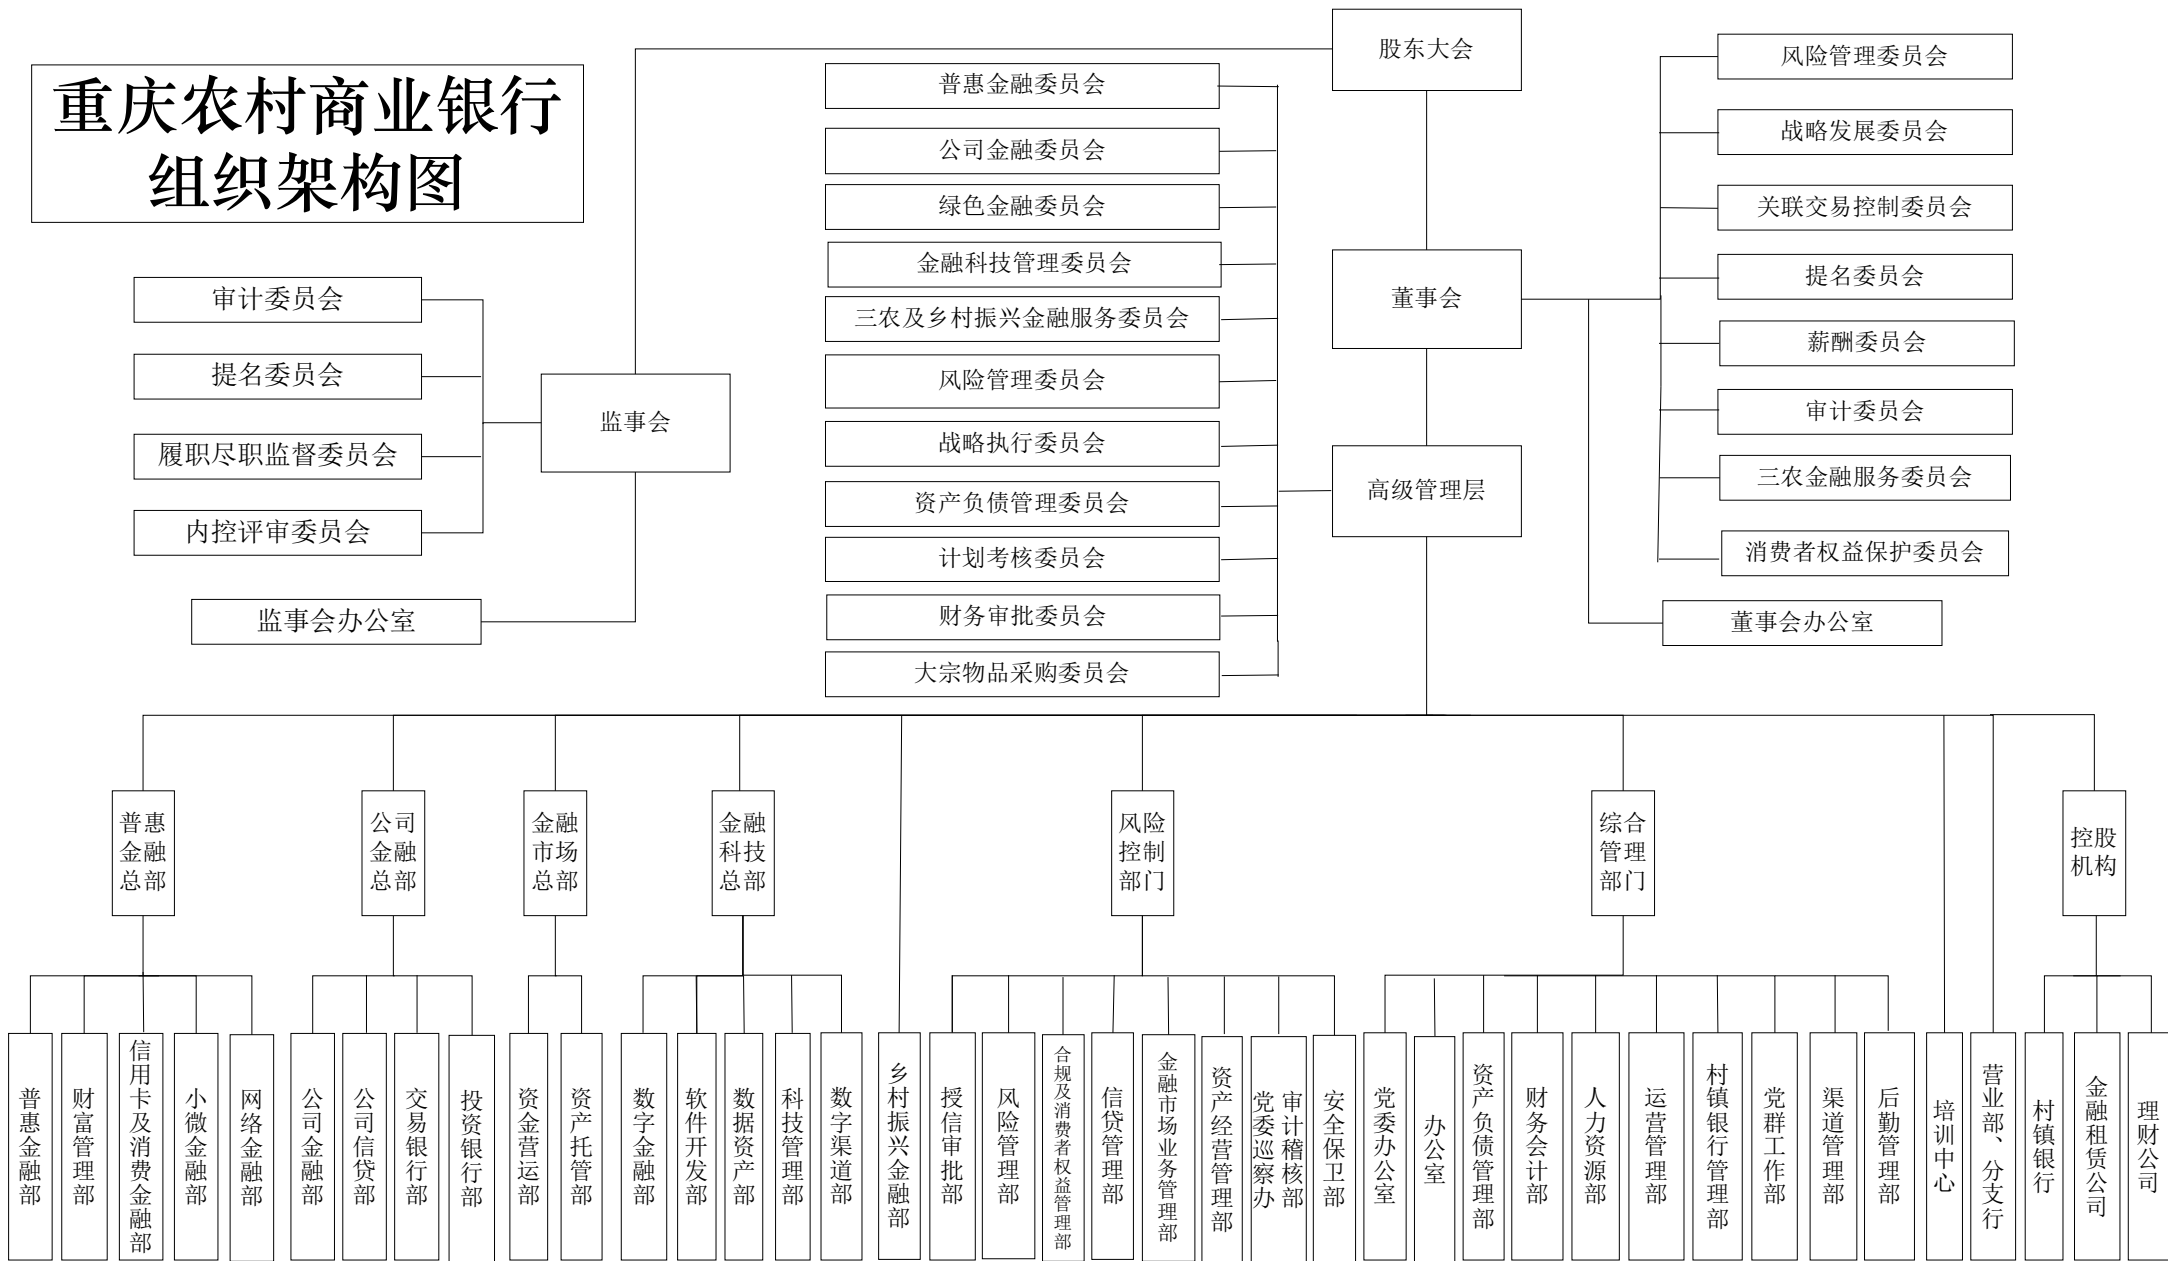 重庆农村商业银行
组织架构图
股东大会
董事会
高级管理层
监事会
审计委员会
提名委员会
履职尽职监督委员会
内控评审委员会
监事会办公室
普惠金融委员会
公司金融委员会
绿色金融委员会
金融科技管理委员会
三农及乡村振兴金融服务委员会
风险管理委员会
战略执行委员会
资产负债管理委员会
计划考核委员会
财务审批委员会
大宗物品采购委员会
风险管理委员会
战略发展委员会
关联交易控制委员会
提名委员会
薪酬委员会
审计委员会
三农金融服务委员会
消费者权益保护委员会
董事会办公室
普惠
金融
总部
公司
金融
总部
金融
市场
总部
金融
科技
总部
风险
控制
部门
综合
管理
部门
控股
机构
普惠金融部
财富管理部
信用卡及消费金融部
小微金融部
网络金融部
公司金融部
公司信贷部
交易银行部
投资银行部
资金营运部
资产托管部
数字金融部
软件开发部
数据资产部
科技管理部
数字渠道部
乡村振兴金融部
授信审批部
风险管理部
合规及消费者权益管理部
信贷管理部
金融市场业务管理部
资产经营管理部
审计稽核部
党委巡察办
安全保卫部
党委办公室
办公室
资产负债管理部
财务会计部
人力资源部
运营管理部
村镇银行管理部
党群工作部
渠道管理部
后勤管理部
培训中心
营业部、分支行
村镇银行
金融租赁公司
理财公司